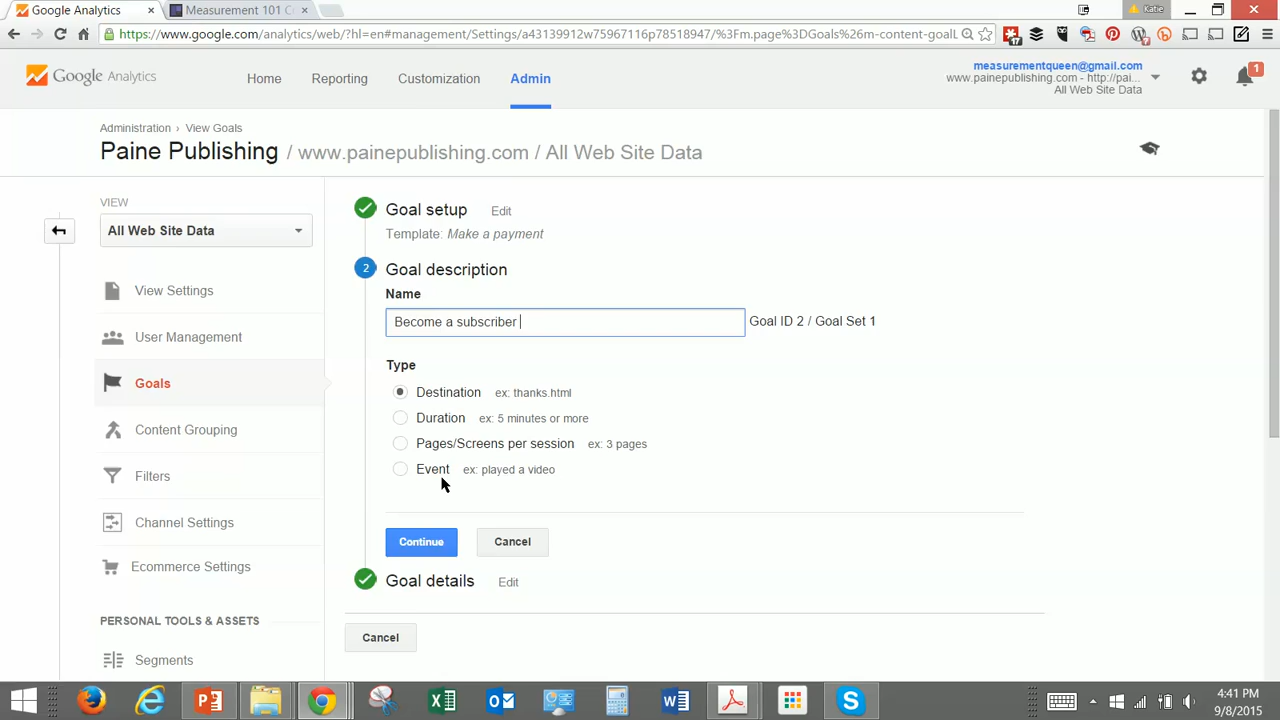 Google Analytics
Measurement 101 C
Katie
https://www.google.com/analytics/web/?hl=en#management/Settings/a43139912w75967116p78518947/%3Fm.page%3DGoals%26m-content-goalL
17
7
Google Analytics
Home
Reporting
Customization
Admin
measurementqueen@gmail.com
www.painepublishing.com - http://pai...
All Web Site Data
1
Administration › View Goals
Paine Publishing / www.painepublishing.com / All Web Site Data
VIEW
All Web Site Data
View Settings
User Management
Goals
Content Grouping
Filters
Channel Settings
Ecommerce Settings
PERSONAL TOOLS & ASSETS
Segments
Goal setup Edit
Template: Make a payment
2
Goal description
Name
Become a subscriber
Goal ID 2 / Goal Set 1
Type
Destination ex: thanks.html
Duration ex: 5 minutes or more
Pages/Screens per session ex: 3 pages
Event ex: played a video
Continue
Cancel
Goal details Edit
Cancel
4:41 PM
9/8/2015